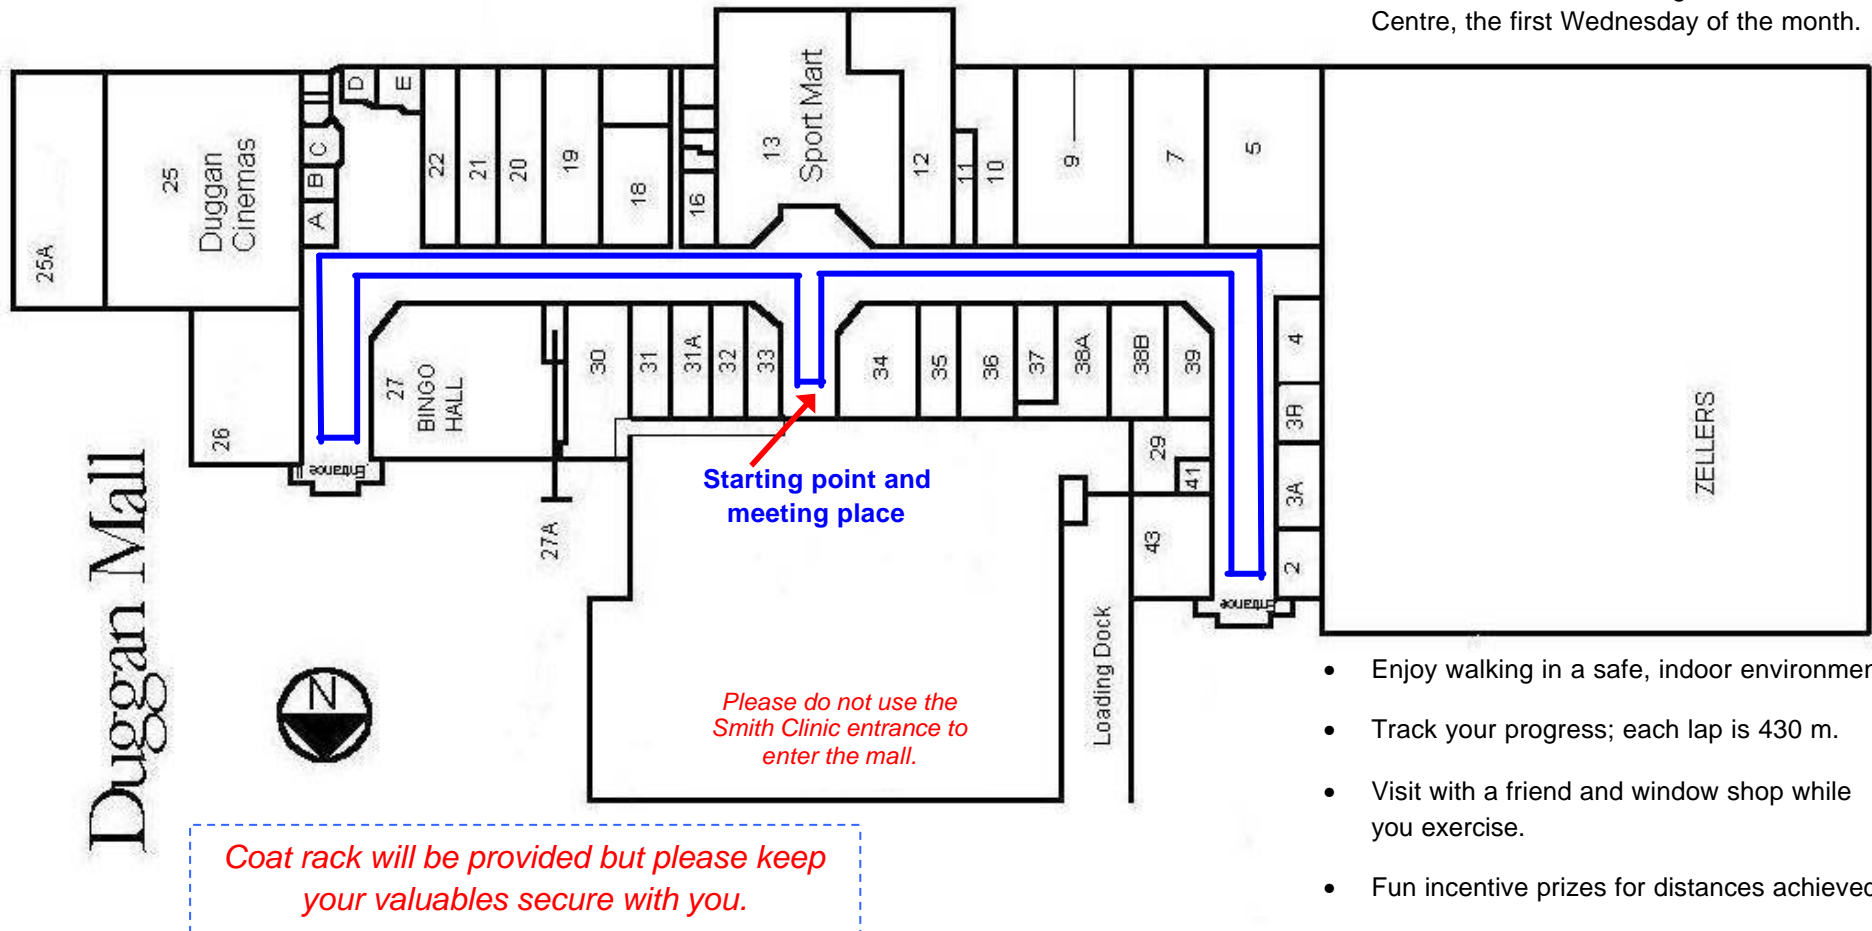 Centre, the first Wednesday of the month.
25A
25
Duggan
Cinemas
A
B
C
D
E
22
21
20
19
18
16
13
Sport Mart
12
11
10
9
7
5
26
27
BINGO
HALL
27A
30
31
31A
32
33
34
35
36
37
38A
38B
39
29
41
43
4
3B
3A
2
ZELLERS
Entrance
Entrance
Starting point and
meeting place
Loading Dock
Please do not use the
Smith Clinic entrance to
enter the mall.
Duggan Mall
N
Coat rack will be provided but please keep
your valuables secure with you.
• Enjoy walking in a safe, indoor environmen
• Track your progress; each lap is 430 m.
• Visit with a friend and window shop while
you exercise.
• Fun incentive prizes for distances achieved